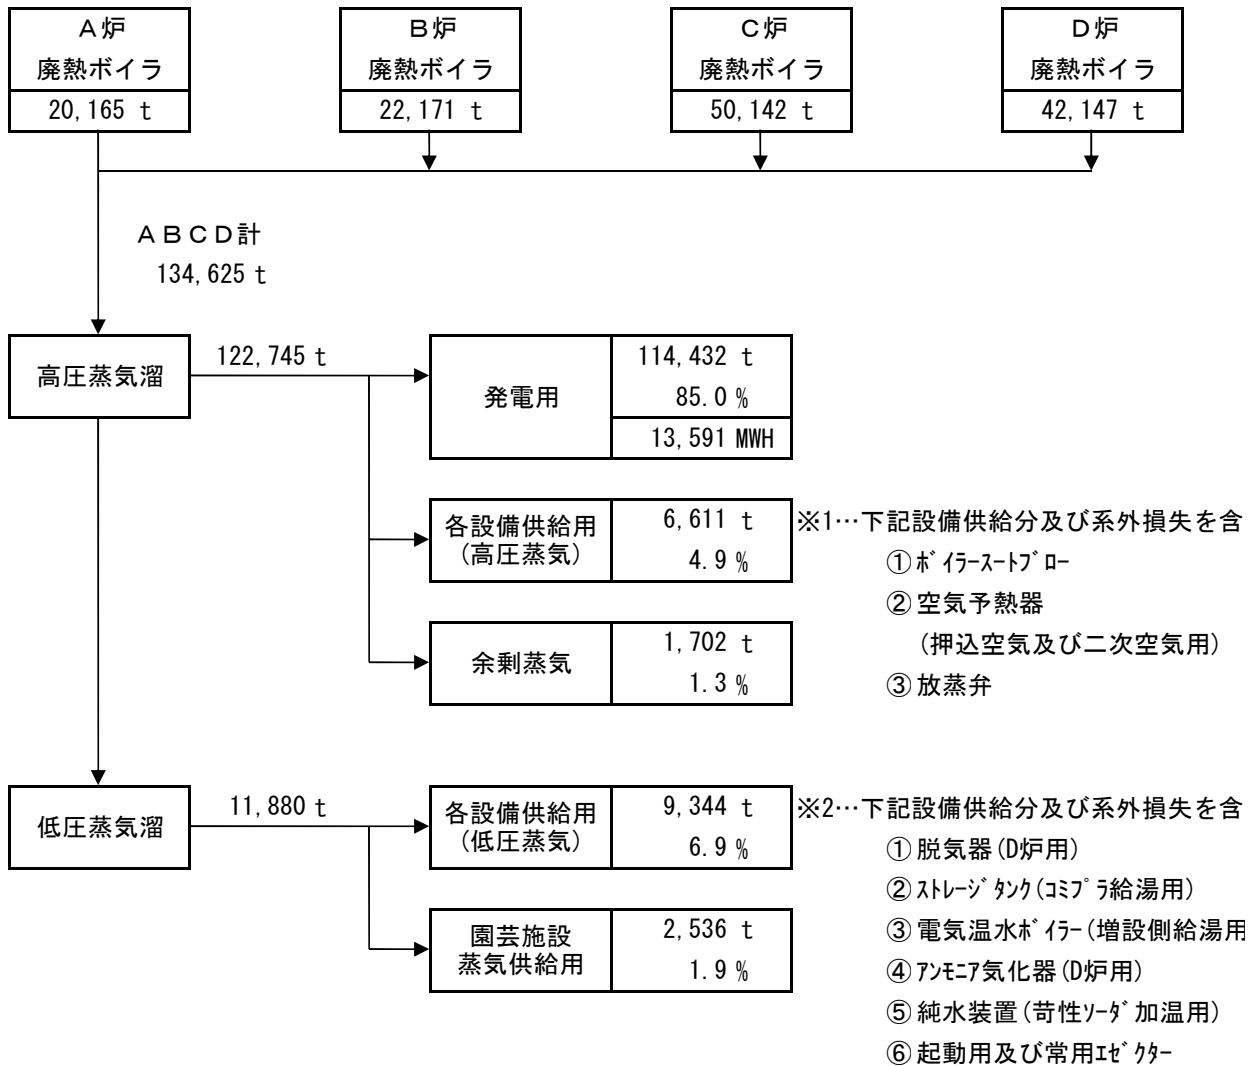 A炉
廃熱ボイラ
20,165 t
B炉
廃熱ボイラ
22,171 t
C炉
廃熱ボイラ
50,142 t
D炉
廃熱ボイラ
42,147 t
ABCD計
134,625 t
高圧蒸気溜
122,745 t
発電用
114,432 t
85.0 %
13,591 MWH
各設備供給用
(高圧蒸気)
6,611 t
4.9 %
※1…下記設備供給分及び系外損失を含
①ボイラースートブロー
②空気予熱器
(押込空気及び二次空気用)
③放蒸弁
余剰蒸気
1,702 t
1.3 %
低圧蒸気溜
11,880 t
各設備供給用
(低圧蒸気)
9,344 t
6.9 %
※2…下記設備供給分及び系外損失を含
①脱気器(D炉用)
②ストレージタンク(コミプラ給湯用)
③電気温水ボイラー(増設側給湯用
④アンモニア気化器(D炉用)
⑤純水装置(苛性ソーダ加温用)
⑥起動用及び常用エゼクター
園芸施設
蒸気供給用
2,536 t
1.9 %